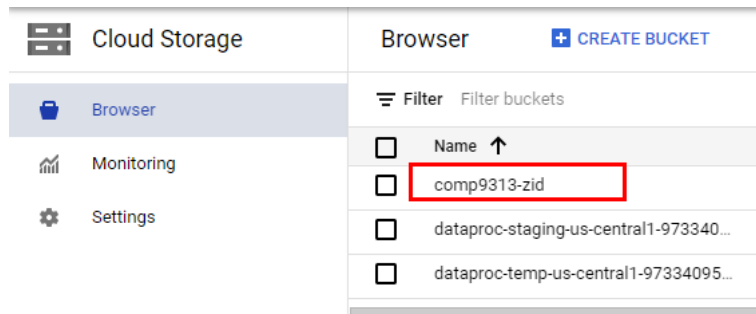 Cloud Storage
Browser
Monitoring
Settings
Browser
CREATE BUCKET
Filter Filter buckets
Name
comp9313-zid
dataproc-staging-us-central1-973340...
dataproc-temp-us-central1-97334095...